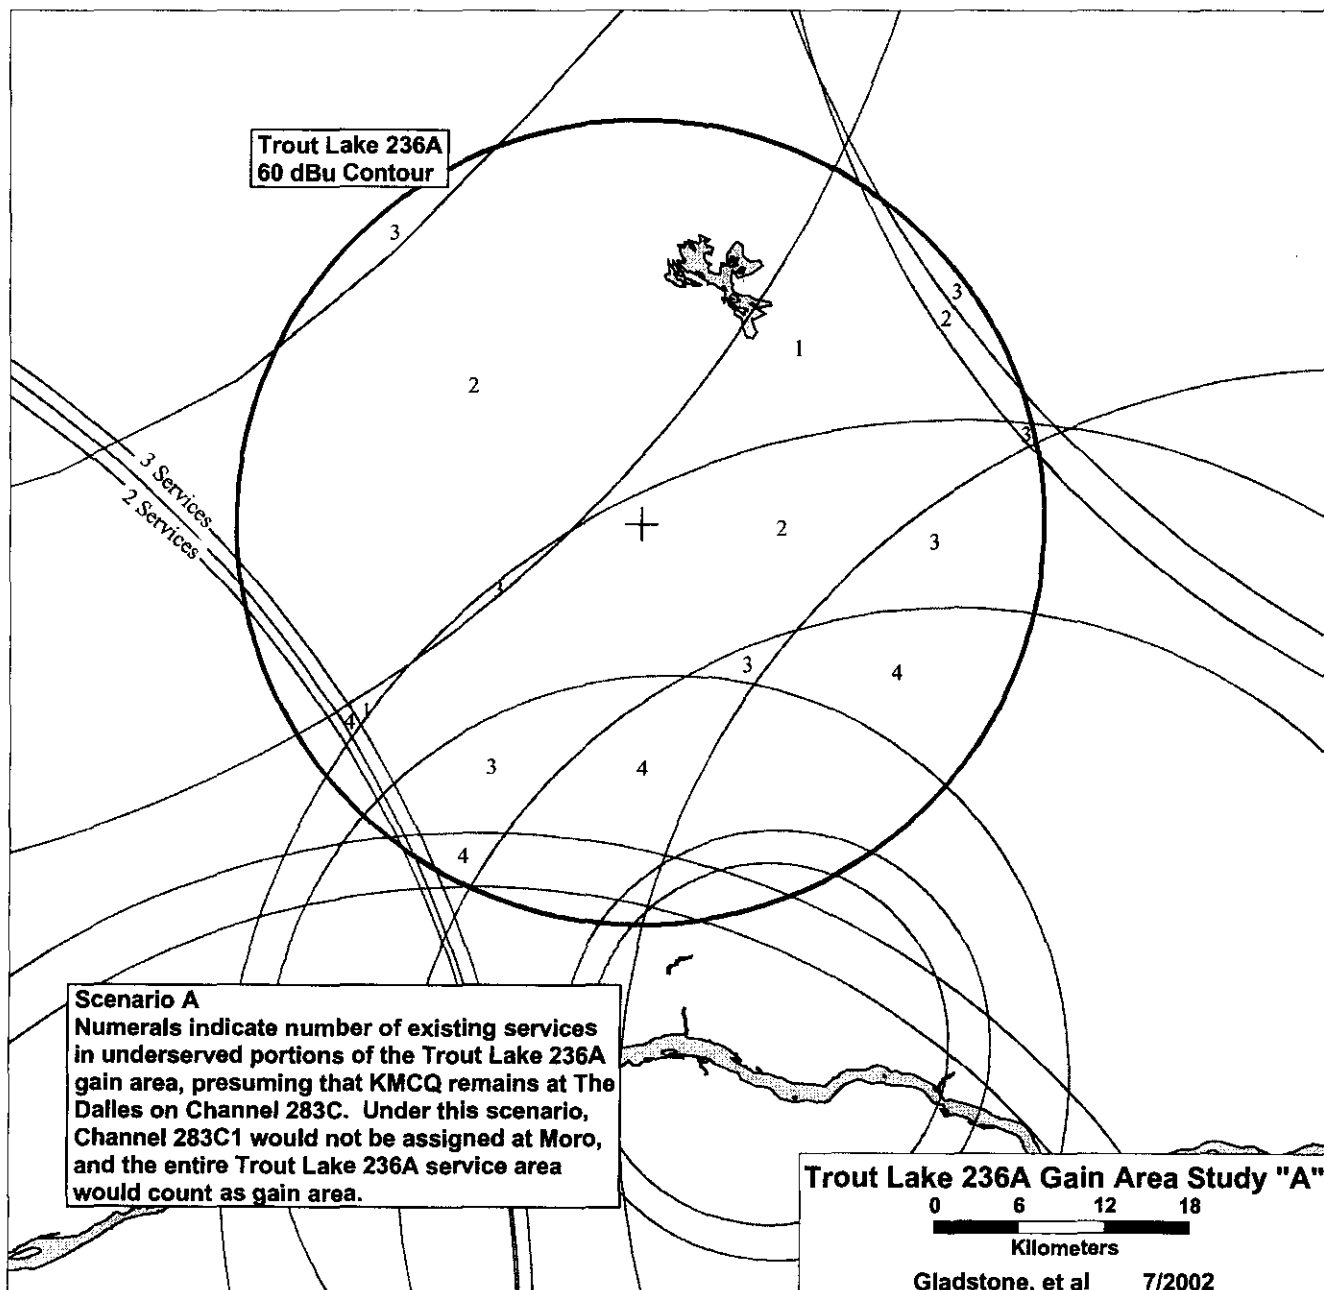 Trout Lake 236A
60 dBu Contour
3
3
2
1
2
3
3 Services
2 Services
2
3
3
3
4
1
4
3
4
4
Scenario A
Numerals indicate number of existing services
in underserved portions of the Trout Lake 236A
gain area, presuming that KMCQ remains at The
Dalles on Channel 283C. Under this scenario,
Channel 283C1 would not be assigned at Moro,
and the entire Trout Lake 236A service area
would count as gain area.
Trout Lake 236A Gain Area Study "A"
0 6 12 18
Kilometers
Gladstone, et al 7/2002